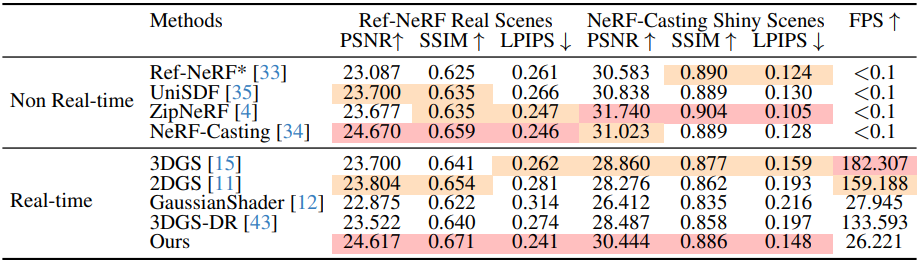 Methods Ref-NeRF Real Scenes NeRF-Casting Shiny Scenes FPS ↑
PSNR↑ SSIM ↑ LPIPS ↓ PSNR↑ SSIM ↑ LPIPS ↓
Non Real-time
Ref-NeRF* [33] 23.087 0.625 0.261 30.583 0.890 0.124 <0.1
UniSDF [35] 23.700 0.635 0.266 30.838 0.889 0.130 <0.1
ZipNeRF [4] 23.677 0.635 0.247 31.740 0.904 0.105 <0.1
NeRF-Casting [34] 24.670 0.659 0.246 31.023 0.889 0.128 <0.1
Real-time
3DGS [15] 23.700 0.641 0.262 28.860 0.877 0.159 182.307
2DGS [11] 23.804 0.654 0.281 28.276 0.862 0.193 159.188
GaussianShader [12] 22.875 0.622 0.314 26.412 0.835 0.216 27.945
3DGS-DR [43] 23.522 0.640 0.274 28.487 0.858 0.197 133.593
Ours 24.617 0.671 0.241 30.444 0.886 0.148 26.221